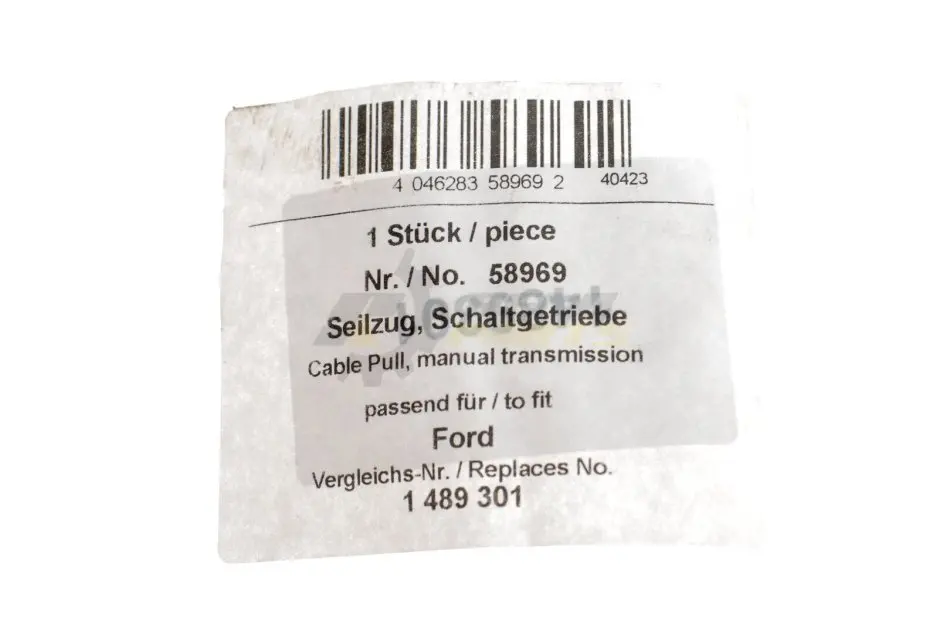 4 046283 58969 2 40423
1 Stück / piece
Nr. / No. 58969
Seilzug, Schaltgetriebe
Cable Pull, manual transmission
passend für / to fit
Ford
Vergleichs-Nr. / Replaces No.
1 489 301